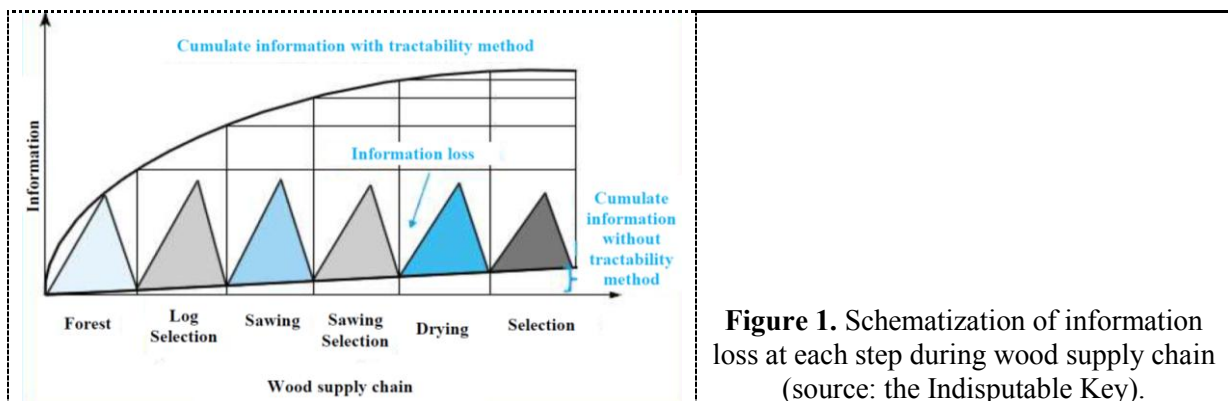 Cumulate information with tractability method
Information
Information loss
Cumulate
information
without
tractability
method
Forest
Log
Selection
Sawing
Sawing
Selection
Drying
Selection
Wood supply chain
Figure 1. Schematization of information
loss at each step during wood supply chain
(source: the Indisputable Key).